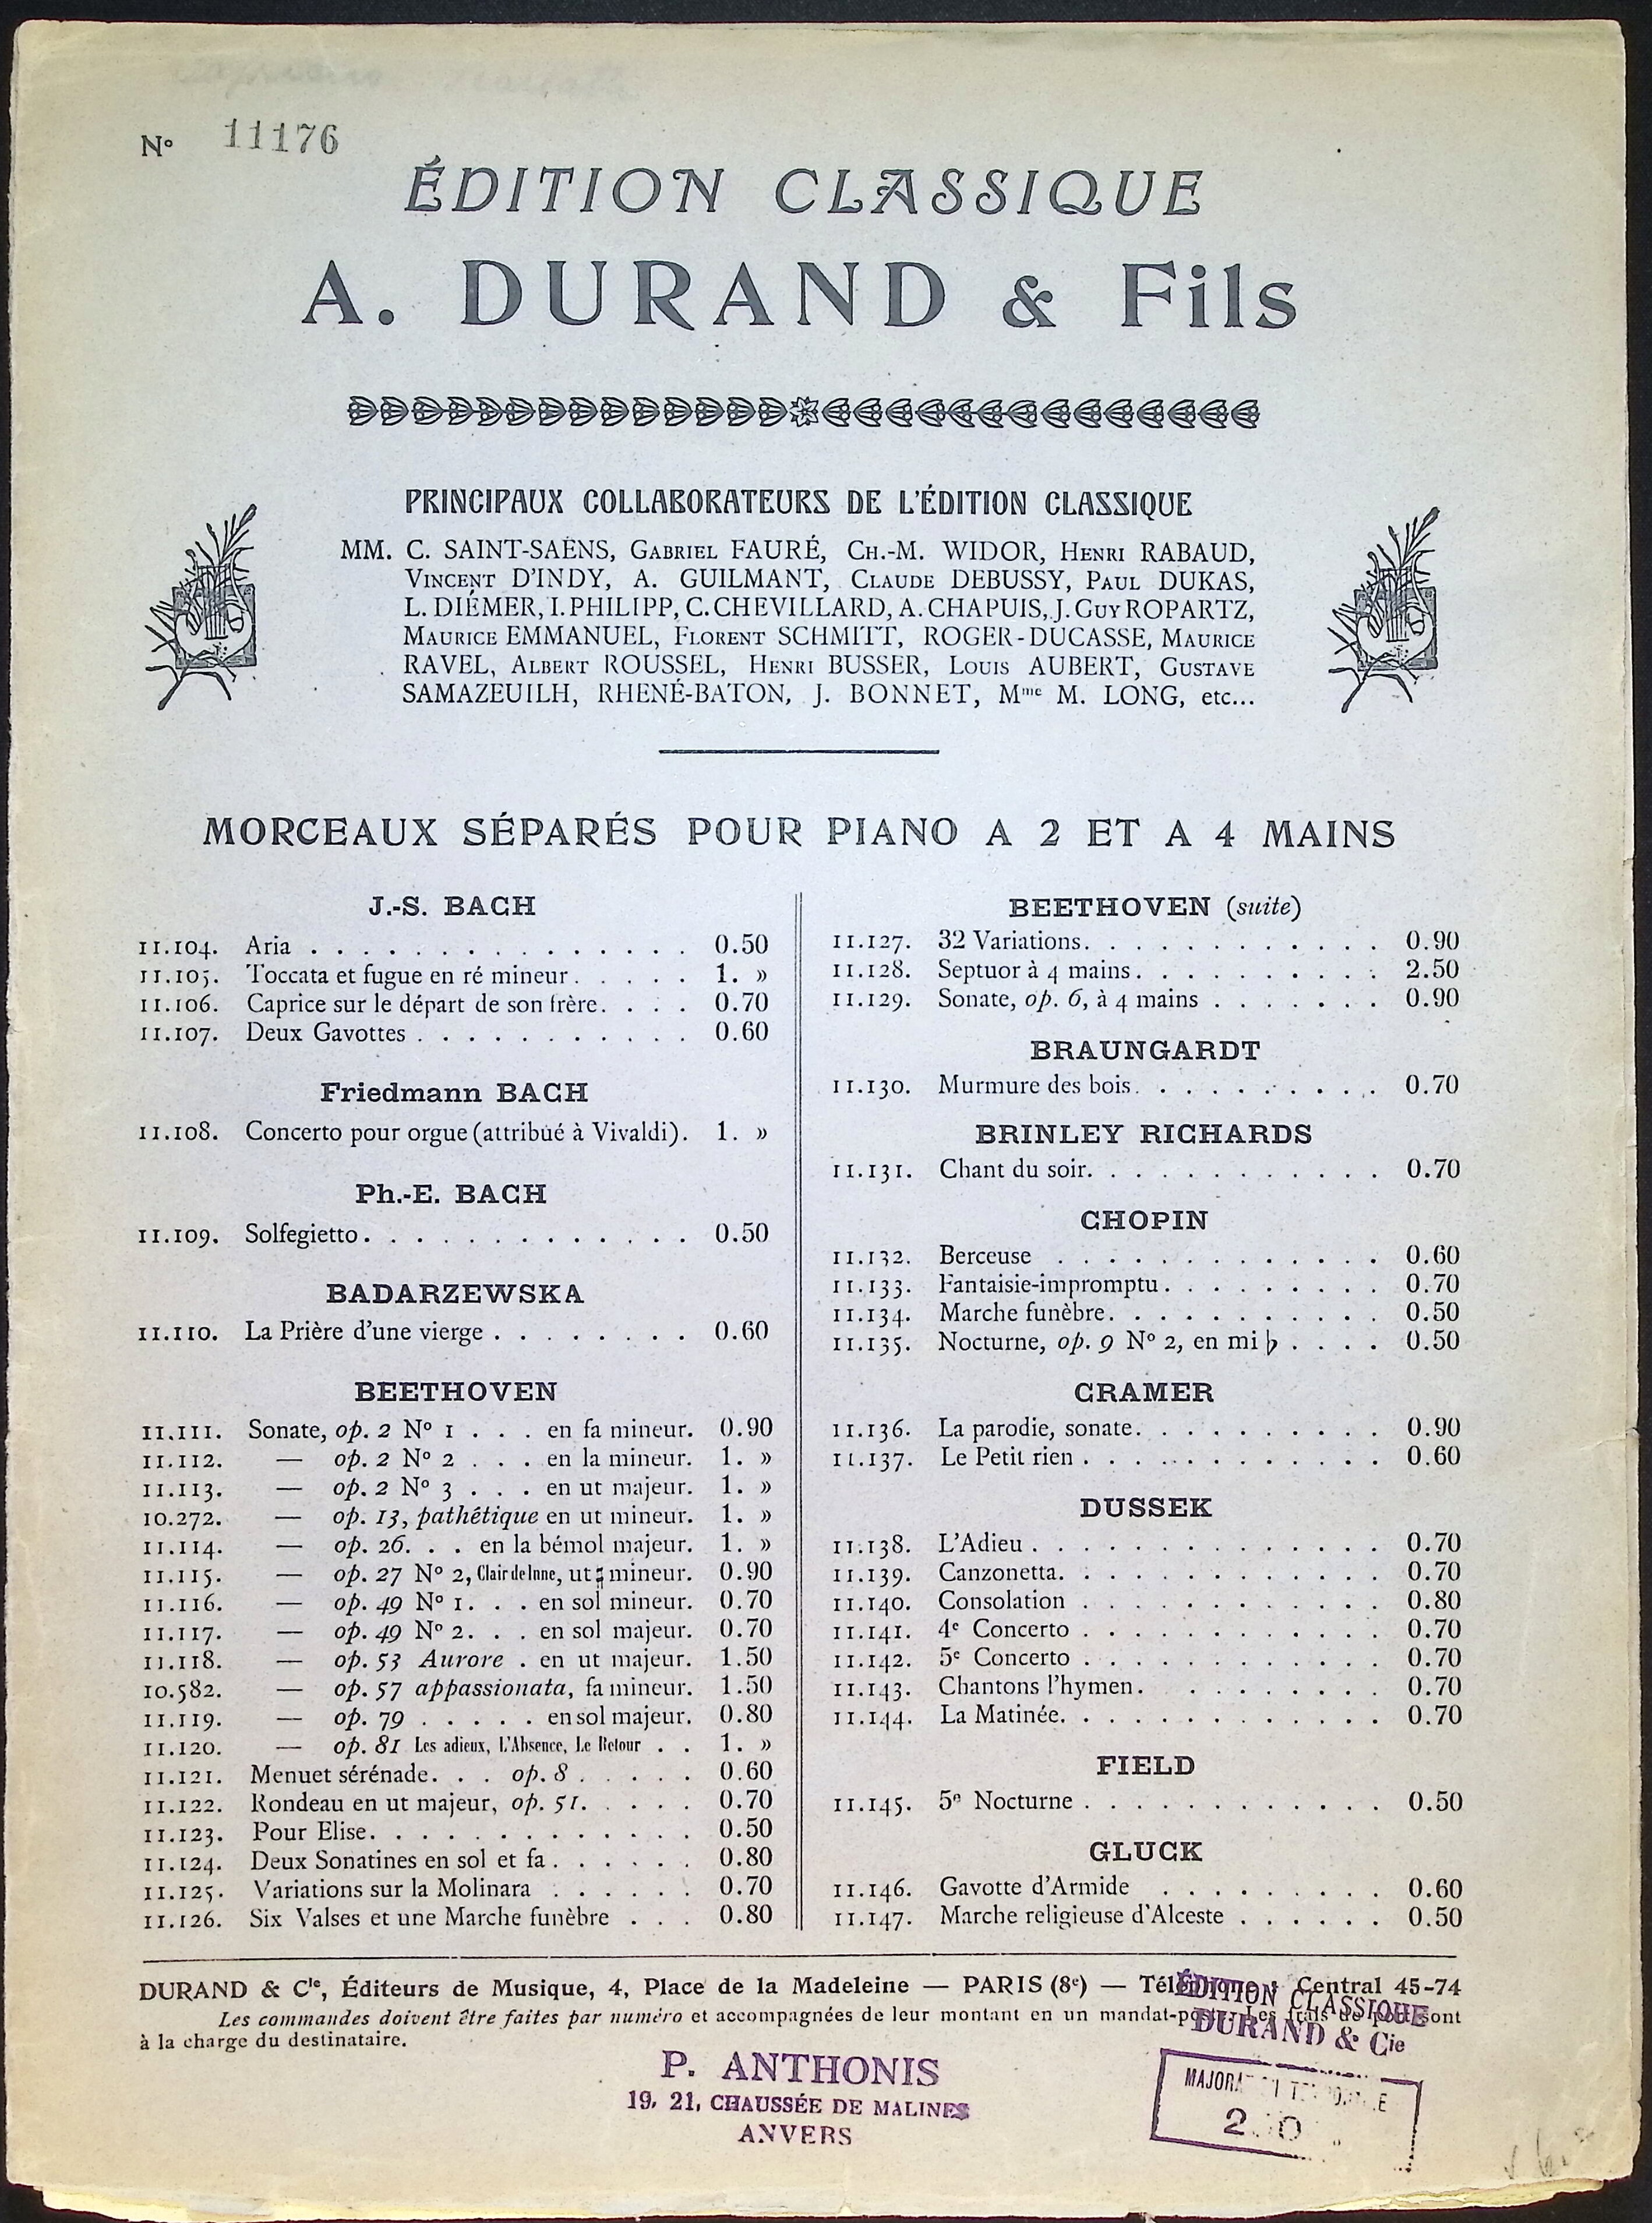 N° 11176
ÉDITION CLASSIQUE
A. DURAND & Fils
PRINCIPAUX COLLABORATEURS DE L'ÉDITION CLASSIQUE
MM. C. SAINT-SAËNS, GABRIEL FAURÉ, CH.-M. WIDOR, HENRI RABAUD,
VINCENT D'INDY, A. GUILMANT, CLAUDE DEBUSSY, PAUL DUKAS,
L. DIÉMER, I. PHILIPP, C. CHEVILLARD, A. CHAPUIS, J. GUY ROPARTZ,
MAURICE EMMANUEL, FLORENT SCHMITT, ROGER-DUCASSE, MAURICE
RAVEL, ALBERT ROUSSEL, HENRI BUSSER, LOUIS AUBERT, GUSTAVE
SAMAZEUILH, RHENÉ-BATON, J. BONNET, Mme M. LONG, etc...
MORCEAUX SÉPARÉS POUR PIANO A 2 ET A 4 MAINS
J.-S. BACH
11.104. Aria . . . . . . . . . . . . . . . 0.50
11.105. Toccata et fugue en ré mineur . . . . . 1. »
11.106. Caprice sur le départ de son frère. . . . 0.70
11.107. Deux Gavottes . . . . . . . . . . . 0.60
Friedmann BACH
11.108. Concerto pour orgue (attribué à Vivaldi). 1. »
Ph.-E. BACH
11.109. Solfegietto . . . . . . . . . . . . . 0.50
BADARZEWSKA
11.110. La Prière d'une vierge . . . . . . . . 0.60
BEETHOVEN
11.111. Sonate, op. 2 N° 1 . . . en fa mineur. 0.90
11.112. — op. 2 N° 2 . . . en la mineur. 1. »
11.113. — op. 2 N° 3 . . . en ut majeur. 1. »
10.272. — op. 13, pathétique en ut mineur. 1. »
11.114. — op. 26. . . en la bémol majeur. 1. »
11.115. — op. 27 N° 2, Clair de lune, ut ♯ mineur. 0.90
11.116. — op. 49 N° 1. . . en sol mineur. 0.70
11.117. — op. 49 N° 2. . . en sol majeur. 0.70
11.118. — op. 53 Aurore . en ut majeur. 1.50
10.582. — op. 57 appassionata, fa mineur. 1.50
11.119. — op. 79 . . . . . en sol majeur. 0.80
11.120. — op. 81 Les adieux, L'Absence, Le Retour . . 1. »
11.121. Menuet sérénade. . . op. 8 . . . . . 0.60
11.122. Rondeau en ut majeur, op. 51. . . . . 0.70
11.123. Pour Elise. . . . . . . . . . . . . 0.50
11.124. Deux Sonatines en sol et fa . . . . . . 0.80
11.125. Variations sur la Molinara . . . . . . 0.70
11.126. Six Valses et une Marche funèbre . . . 0.80
BEETHOVEN (suite)
11.127. 32 Variations. . . . . . . . . . . . 0.90
11.128. Septuor à 4 mains . . . . . . . . . . 2.50
11.129. Sonate, op. 6, à 4 mains . . . . . . . 0.90
BRAUNGARDT
11.130. Murmure des bois. . . . . . . . . . 0.70
BRINLEY RICHARDS
11.131. Chant du soir. . . . . . . . . . . . 0.70
CHOPIN
11.132. Berceuse . . . . . . . . . . . . . 0.60
11.133. Fantaisie-impromptu . . . . . . . . . 0.70
11.134. Marche funèbre. . . . . . . . . . . 0.50
11.135. Nocturne, op. 9 N° 2, en mi ♭ . . . . 0.50
CRAMER
11.136. La parodie, sonate. . . . . . . . . . 0.90
11.137. Le Petit rien . . . . . . . . . . . . 0.60
DUSSEK
11.138. L'Adieu . . . . . . . . . . . . . . 0.70
11.139. Canzonetta. . . . . . . . . . . . . 0.70
11.140. Consolation . . . . . . . . . . . . 0.80
11.141. 4e Concerto . . . . . . . . . . . . 0.70
11.142. 5e Concerto . . . . . . . . . . . . 0.70
11.143. Chantons l'hymen. . . . . . . . . 0.70
11.144. La Matinée. . . . . . . . . . . . . 0.70
FIELD
11.145. 5e Nocturne . . . . . . . . . . . . 0.50
GLUCK
11.146. Gavotte d'Armide . . . . . . . . . 0.60
11.147. Marche religieuse d'Alceste . . . . . . 0.50
DURAND & Cie, Éditeurs de Musique, 4, Place de la Madeleine — PARIS (8e) — Téléphone : Central 45-74
Les commandes doivent être faites par numéro et accompagnées de leur montant en un mandat-poste. Les frais de port sont
à la charge du destinataire.
ÉDITION CLASSIQUE
DURAND & Cie
P. ANTHONIS
19, 21, CHAUSSÉE DE MALINES
ANVERS